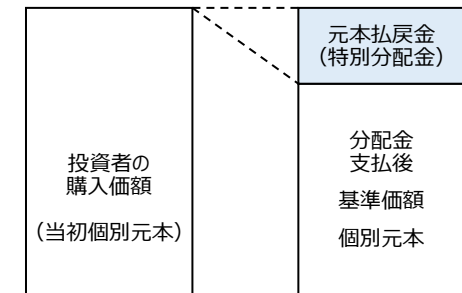 投資者の
購入価額
（当初個別元本）
元本払戻金
（特別分配金）
分配金
支払後
基準価額
個別元本